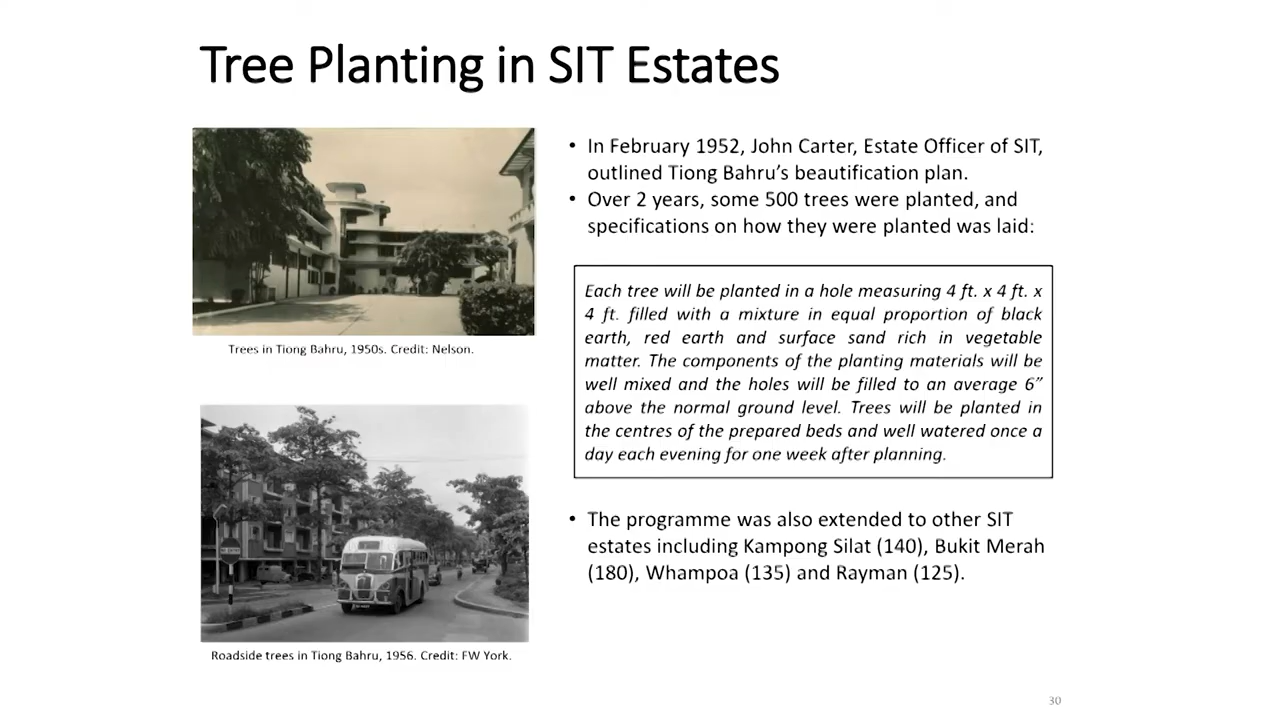 Tree Planting in SIT Estates
• In February 1952, John Carter, Estate Officer of SIT,
outlined Tiong Bahru's beautification plan.
• Over 2 years, some 500 trees were planted, and
specifications on how they were planted was laid:
Each tree will be planted in a hole measuring 4 ft. x 4 ft. x
4 ft. filled with a mixture in equal proportion of black
earth, red earth and surface sand rich in vegetable
matter. The components of the planting materials will be
well mixed and the holes will be filled to an average 6”
above the normal ground level. Trees will be planted in
the centres of the prepared beds and well watered once a
day each evening for one week after planning.
• The programme was also extended to other SIT
estates including Kampong Silat (140), Bukit Merah
(180), Whampoa (135) and Rayman (125).
Trees in Tiong Bahru, 1950s. Credit: Nelson.
Roadside trees in Tiong Bahru, 1956. Credit: FW York.
30